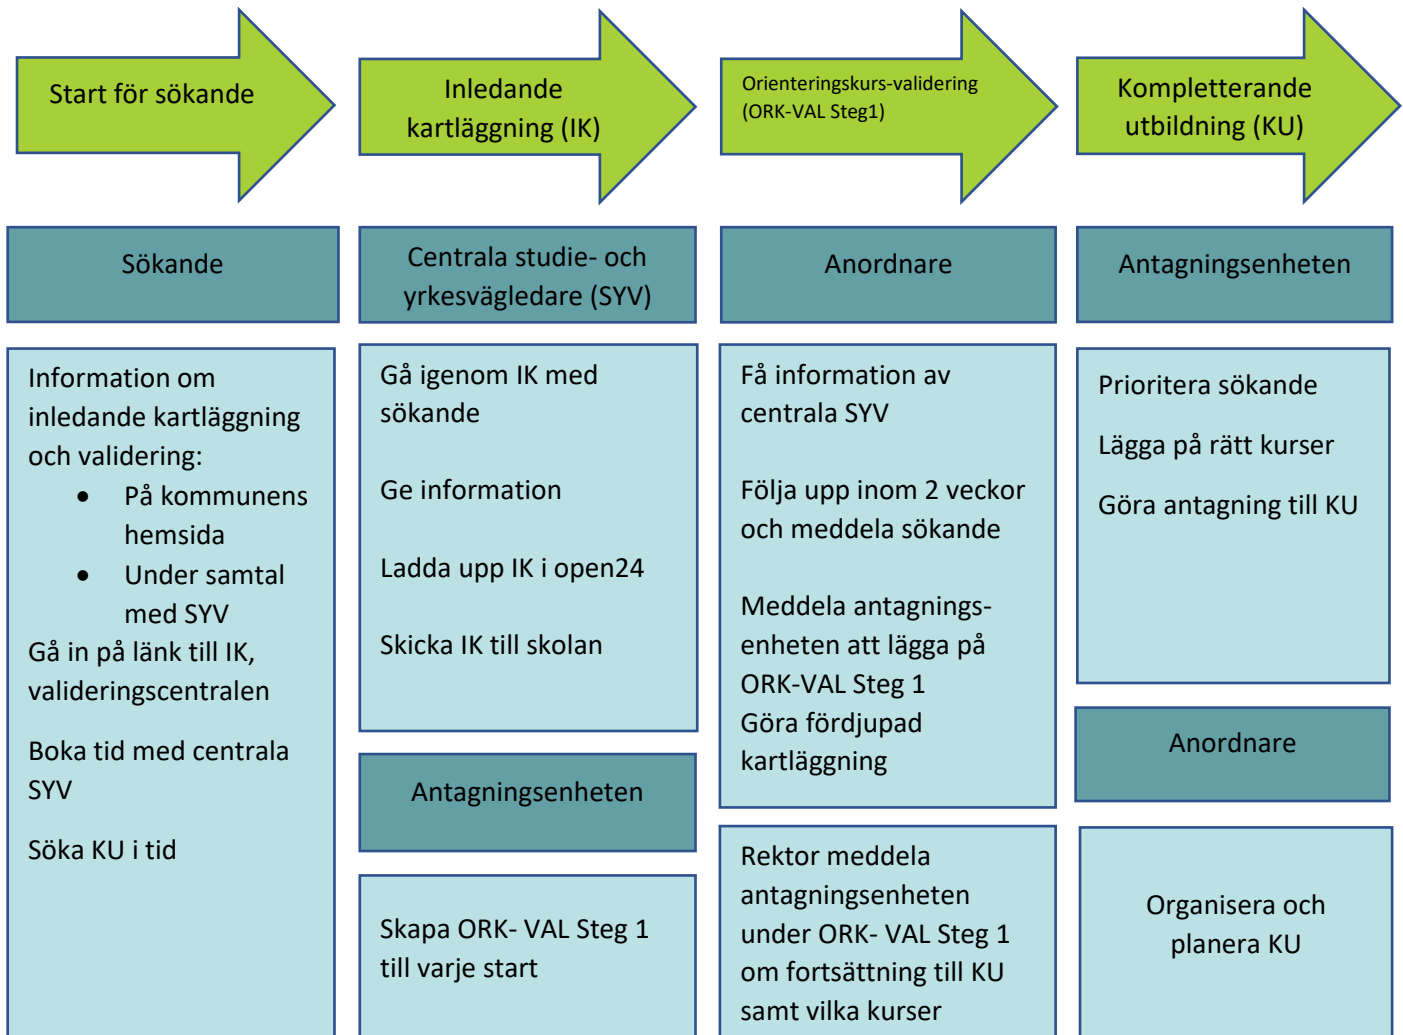 Start för sökande
Inledande
kartläggning (IK)
Orienteringskurs-validering
(ORK-VAL Steg1)
Kompletterande
utbildning (KU)
Sökande
Centrala studie- och
yrkesvägledare (SYV)
Anordnare
Antagningsenheten
Information om
inledande kartläggning
och validering:
• På kommunens
hemsida
• Under samtal
med SYV
Gå in på länk till IK,
valideringscentralen
Boka tid med centrala
SYV
Söka KU i tid
Gå igenom IK med
sökande
Ge information
Ladda upp IK i open24
Skicka IK till skolan
Antagningsenheten
Skapa ORK- VAL Steg 1
till varje start
Få information av
centrala SYV
Följa upp inom 2 veckor
och meddela sökande
Meddela antagnings-
enheten att lägga på
ORK-VAL Steg 1
Göra fördjupad
kartläggning
Rektor meddela
antagningsenheten
under ORK- VAL Steg 1
om fortsättning till KU
samt vilka kurser
Prioritera sökande
Lägga på rätt kurser
Göra antagning till KU
Anordnare
Organisera och
planera KU